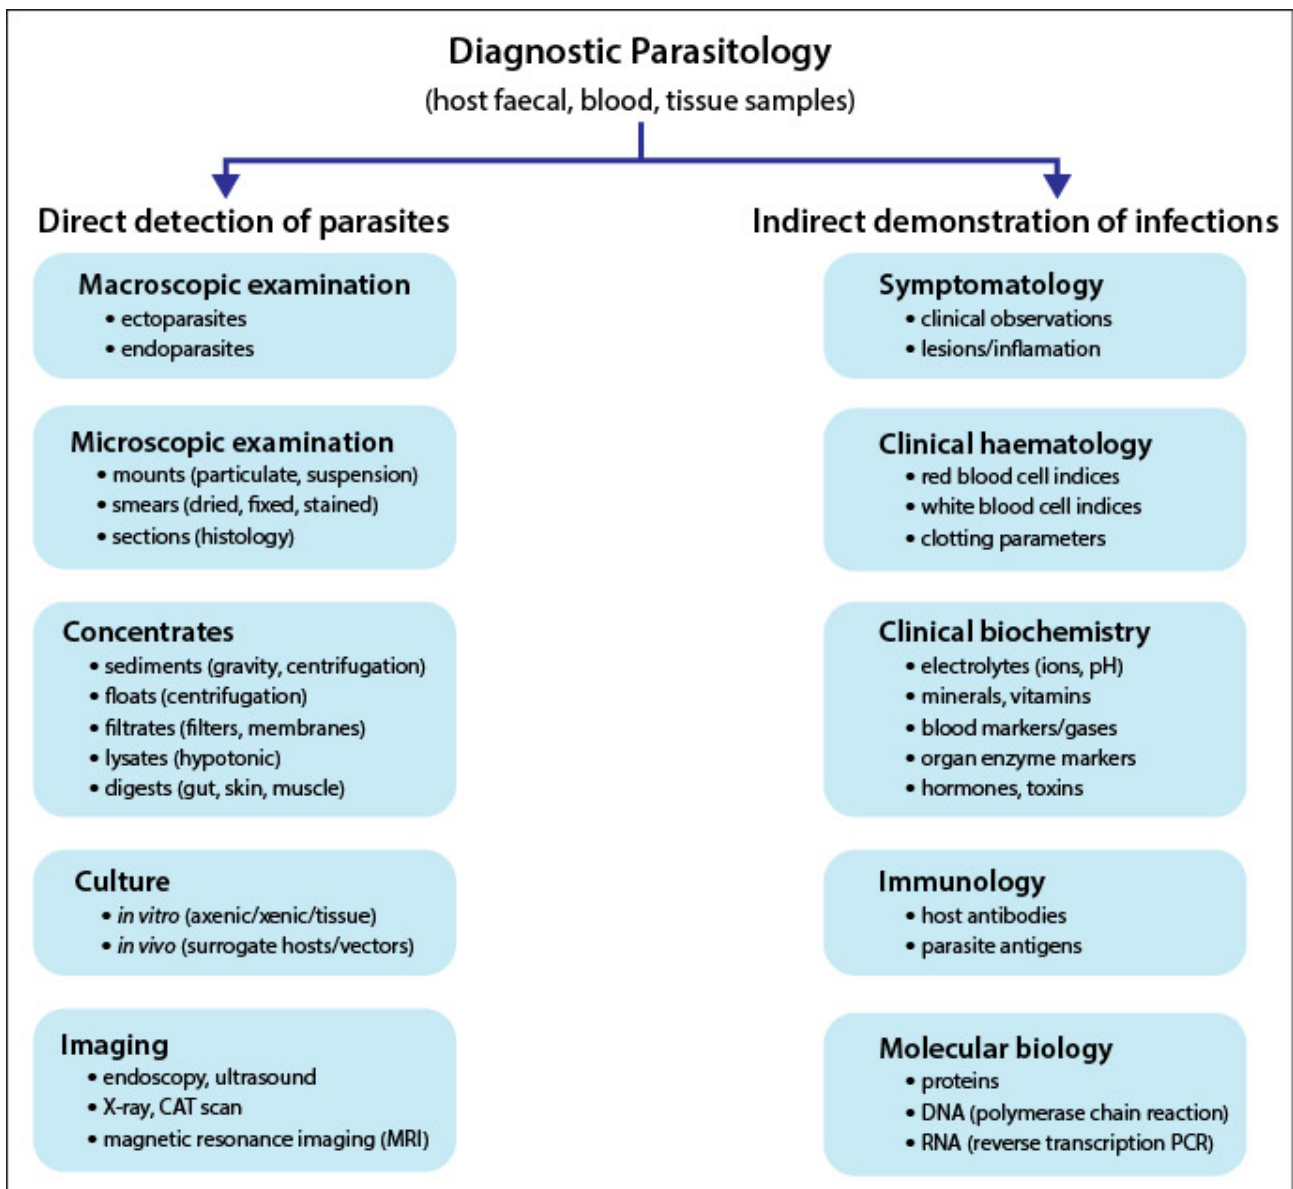 Diagnostic Parasitology
(host faecal, blood, tissue samples)
Direct detection of parasites
Macroscopic examination
• ectoparasites
• endoparasites
Microscopic examination
• mounts (particulate, suspension)
• smears (dried, fixed, stained)
• sections (histology)
Concentrates
• sediments (gravity, centrifugation)
• floats (centrifugation)
• filtrates (filters, membranes)
• lysates (hypotonic)
• digests (gut, skin, muscle)
Culture
• in vitro (axenic/xenic/tissue)
• in vivo (surrogate hosts/vectors)
Imaging
• endoscopy, ultrasound
• X-ray, CAT scan
• magnetic resonance imaging (MRI)
Indirect demonstration of infections
Symptomatology
• clinical observations
• lesions/inflamation
Clinical haematology
• red blood cell indices
• white blood cell indices
• clotting parameters
Clinical biochemistry
• electrolytes (ions, pH)
• minerals, vitamins
• blood markers/gases
• organ enzyme markers
• hormones, toxins
Immunology
• host antibodies
• parasite antigens
Molecular biology
• proteins
• DNA (polymerase chain reaction)
• RNA (reverse transcription PCR)